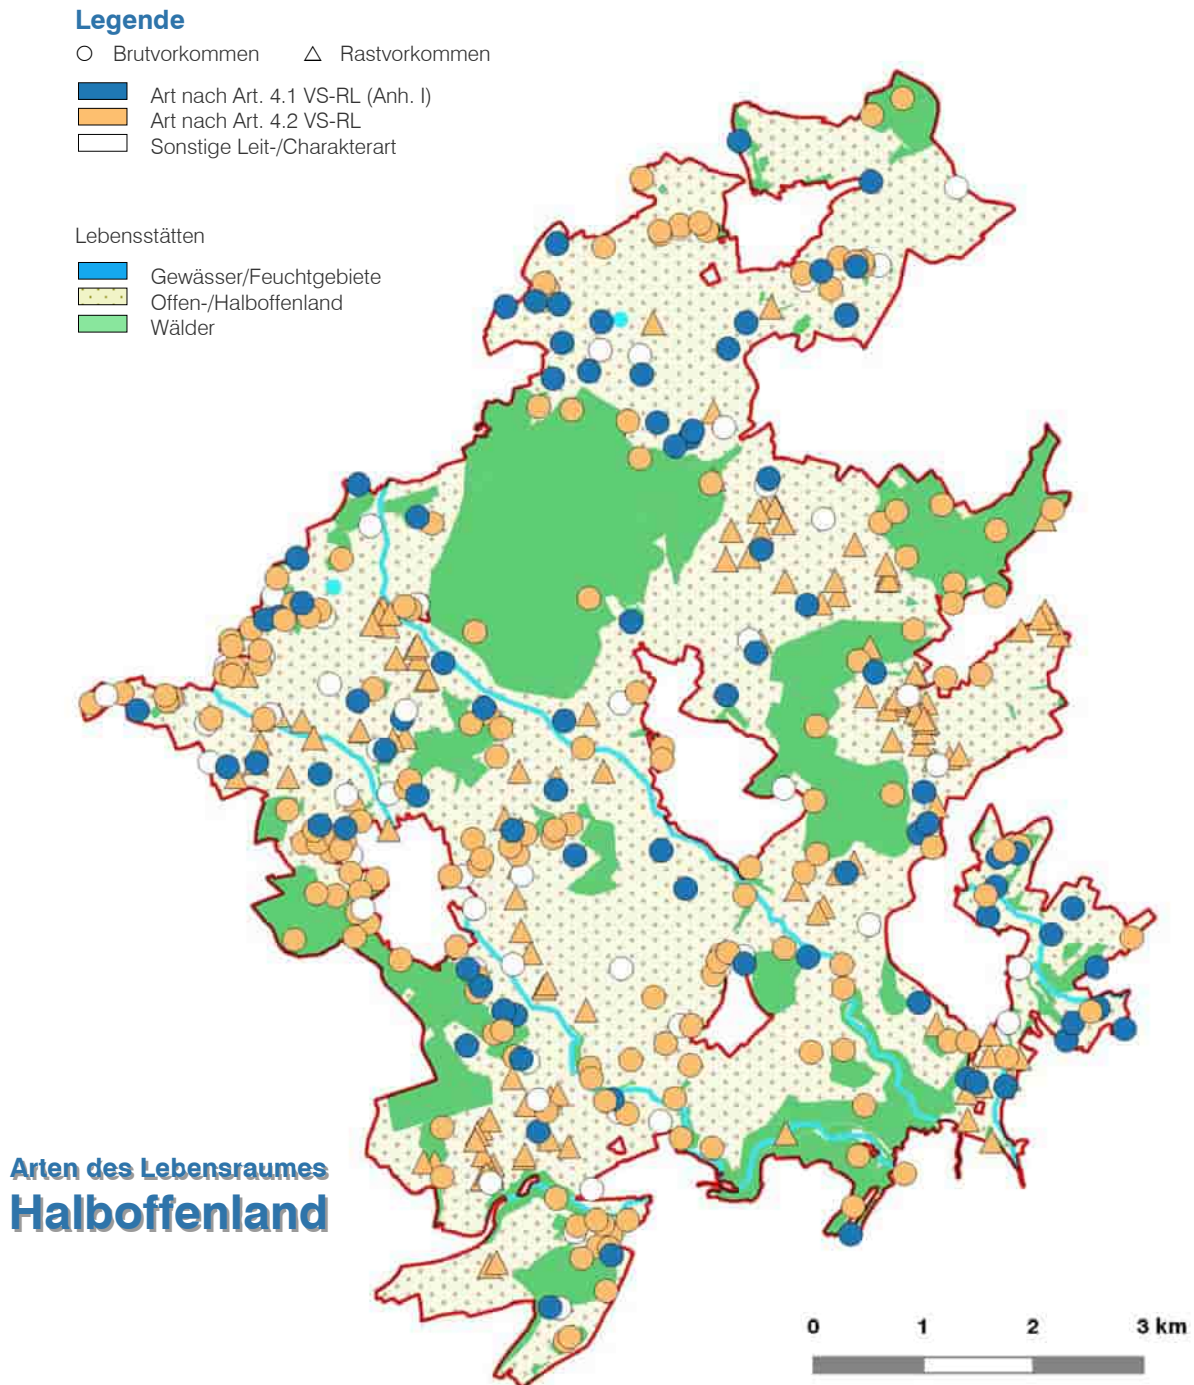 Legende
Brutvorkommen Rastvorkommen
Art nach Art. 4.1 VS-RL (Anh. I)
Art nach Art. 4.2 VS-RL
Sonstige Leit-/Charakterart
Lebensstätten
Gewässer/Feuchtgebiete
Offen-/Halboffenland
Wälder
Arten des Lebensraumes
Halboffenland
0 1 2 3 km